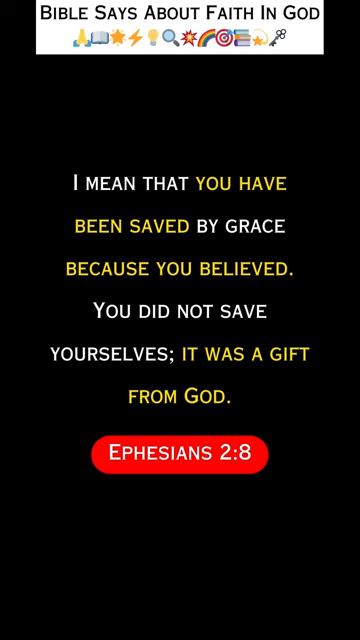 Bible Says About Faith In God
🙏📖🌟⚡💡🔍💥🌈🎯📚💫🗝
I mean that you have
been saved by grace
because you believed.
You did not save
yourselves; it was a gift
from God.
Ephesians 2:8